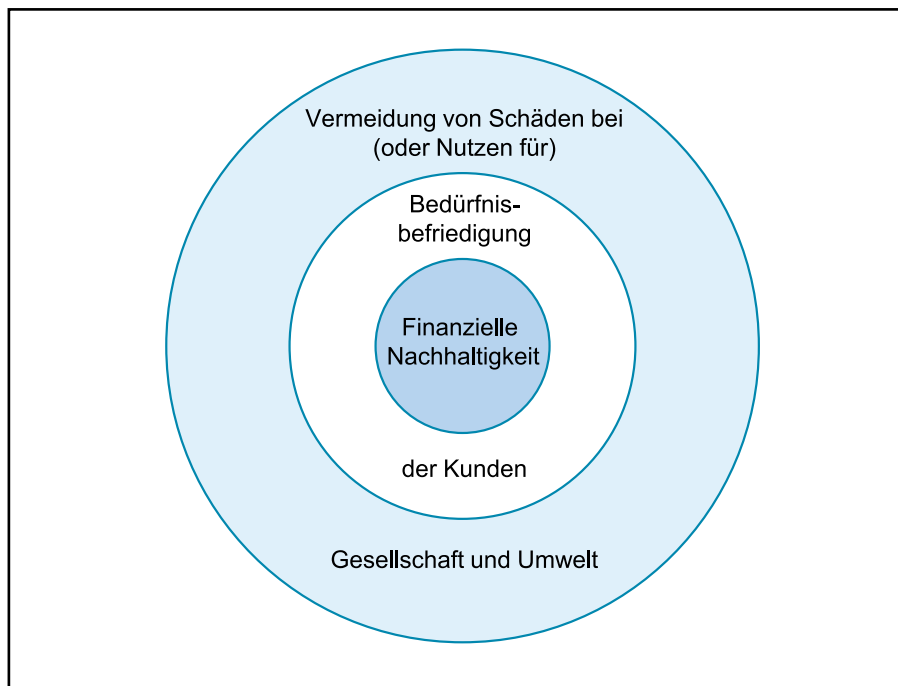 Vermeidung von Schäden bei
(oder Nutzen für)
Bedürfnis-
befriedigung
Finanzielle
Nachhaltigkeit
der Kunden
Gesellschaft und Umwelt